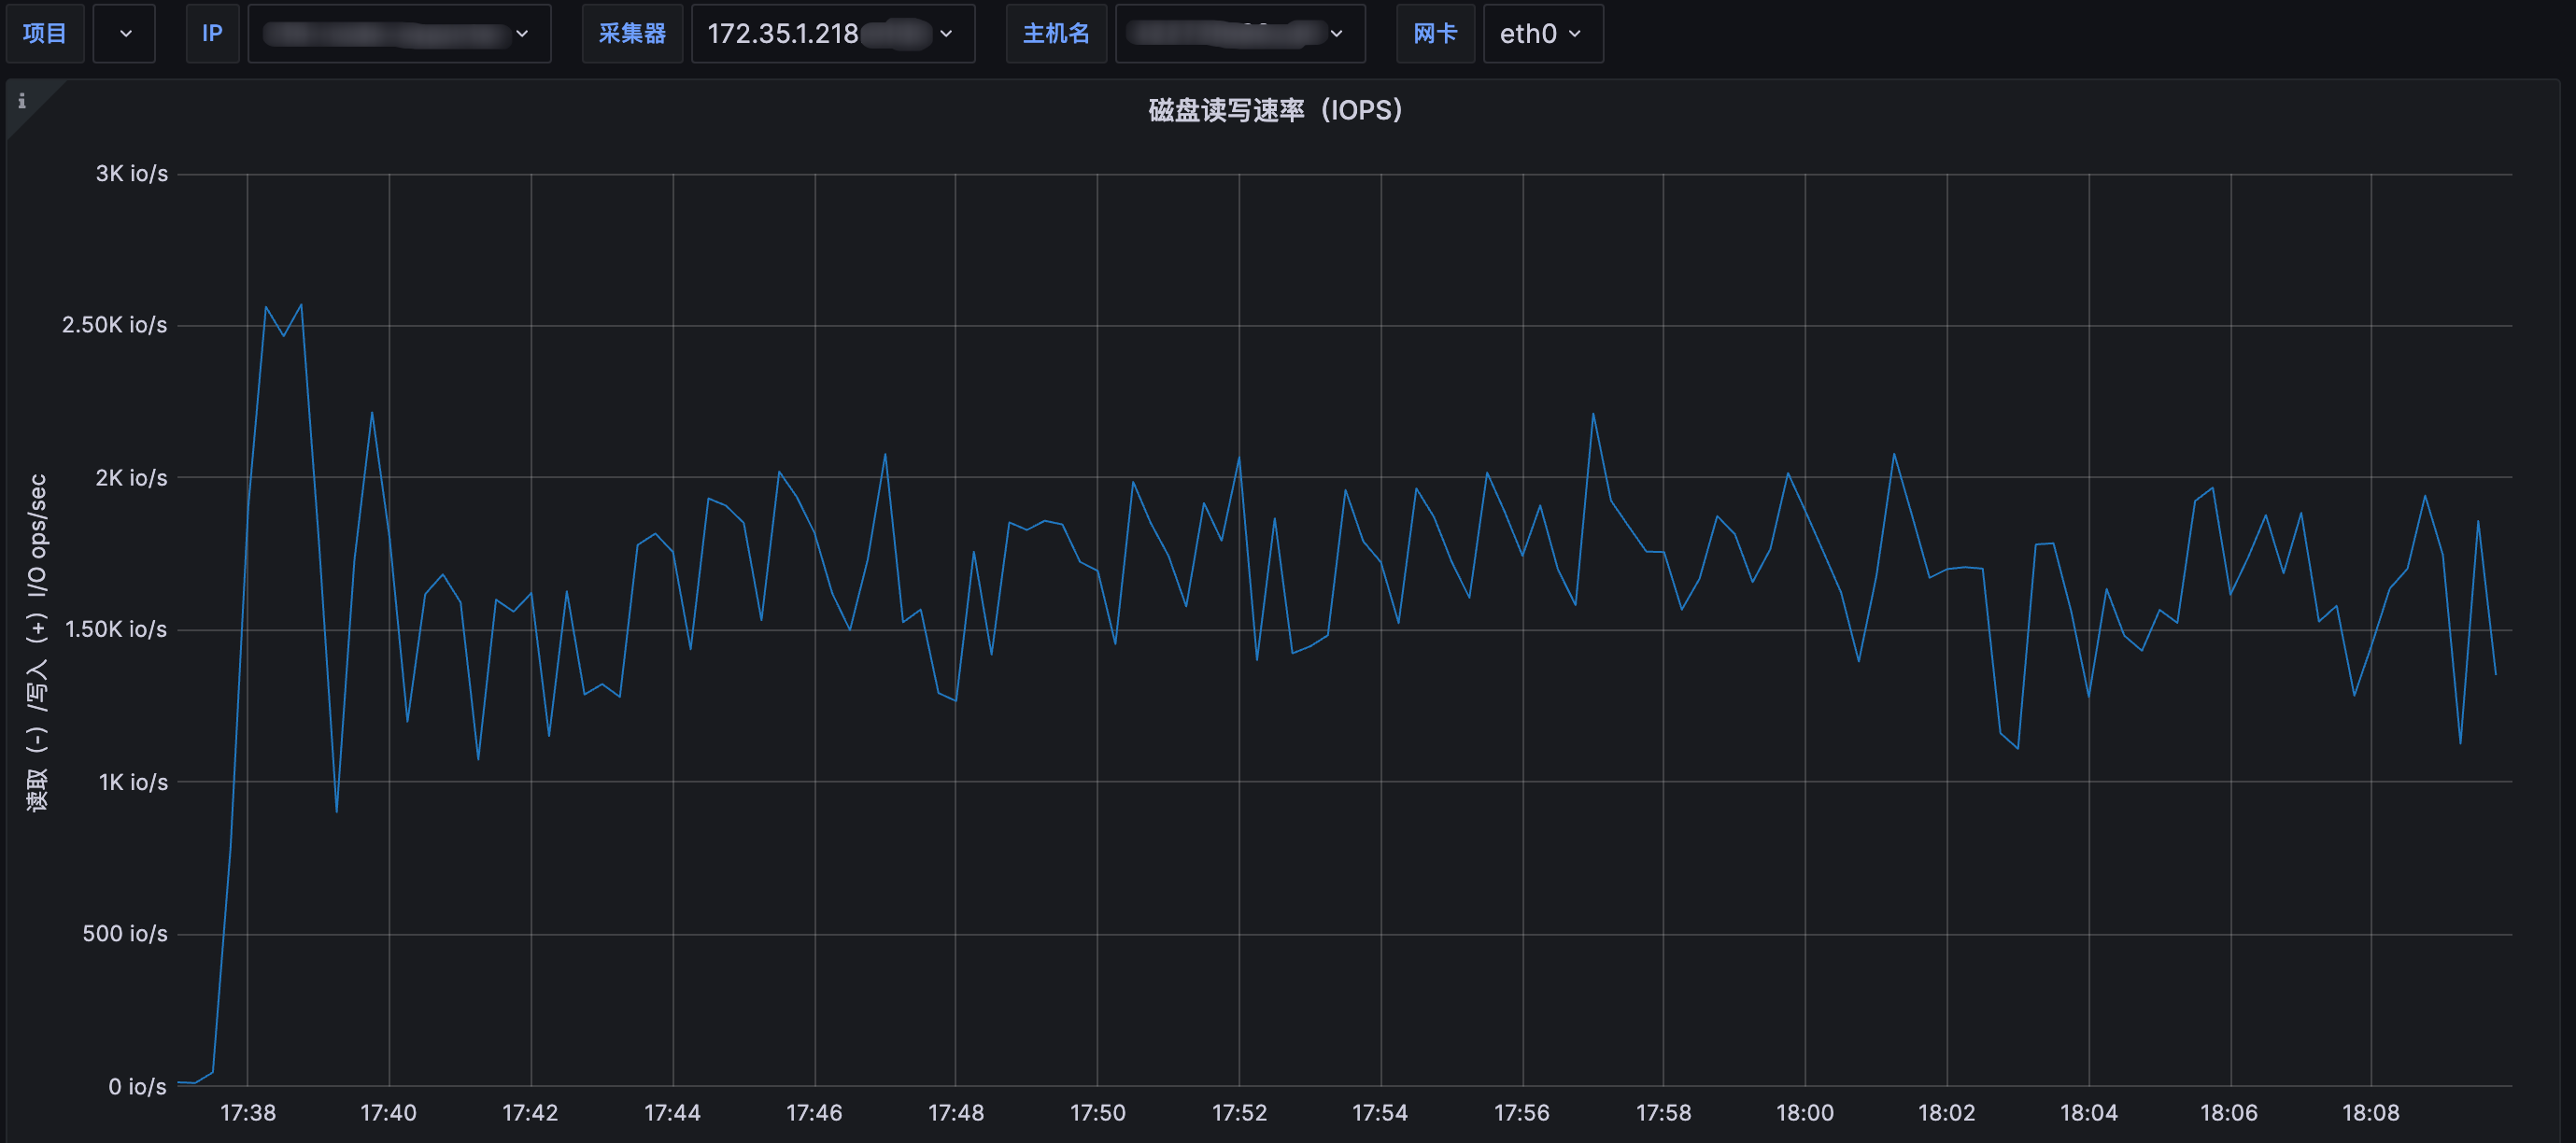 项目 IP 采集器 172.35.1.218 主机名 网卡 eth0
i
磁盘读写速率（IOPS）
读取（-）/写入（+）I/O ops/sec
3K io/s
2.50K io/s
2K io/s
1.50K io/s
1K io/s
500 io/s
0 io/s
17:38 17:40 17:42 17:44 17:46 17:48 17:50 17:52 17:54 17:56 17:58 18:00 18:02 18:04 18:06 18:08